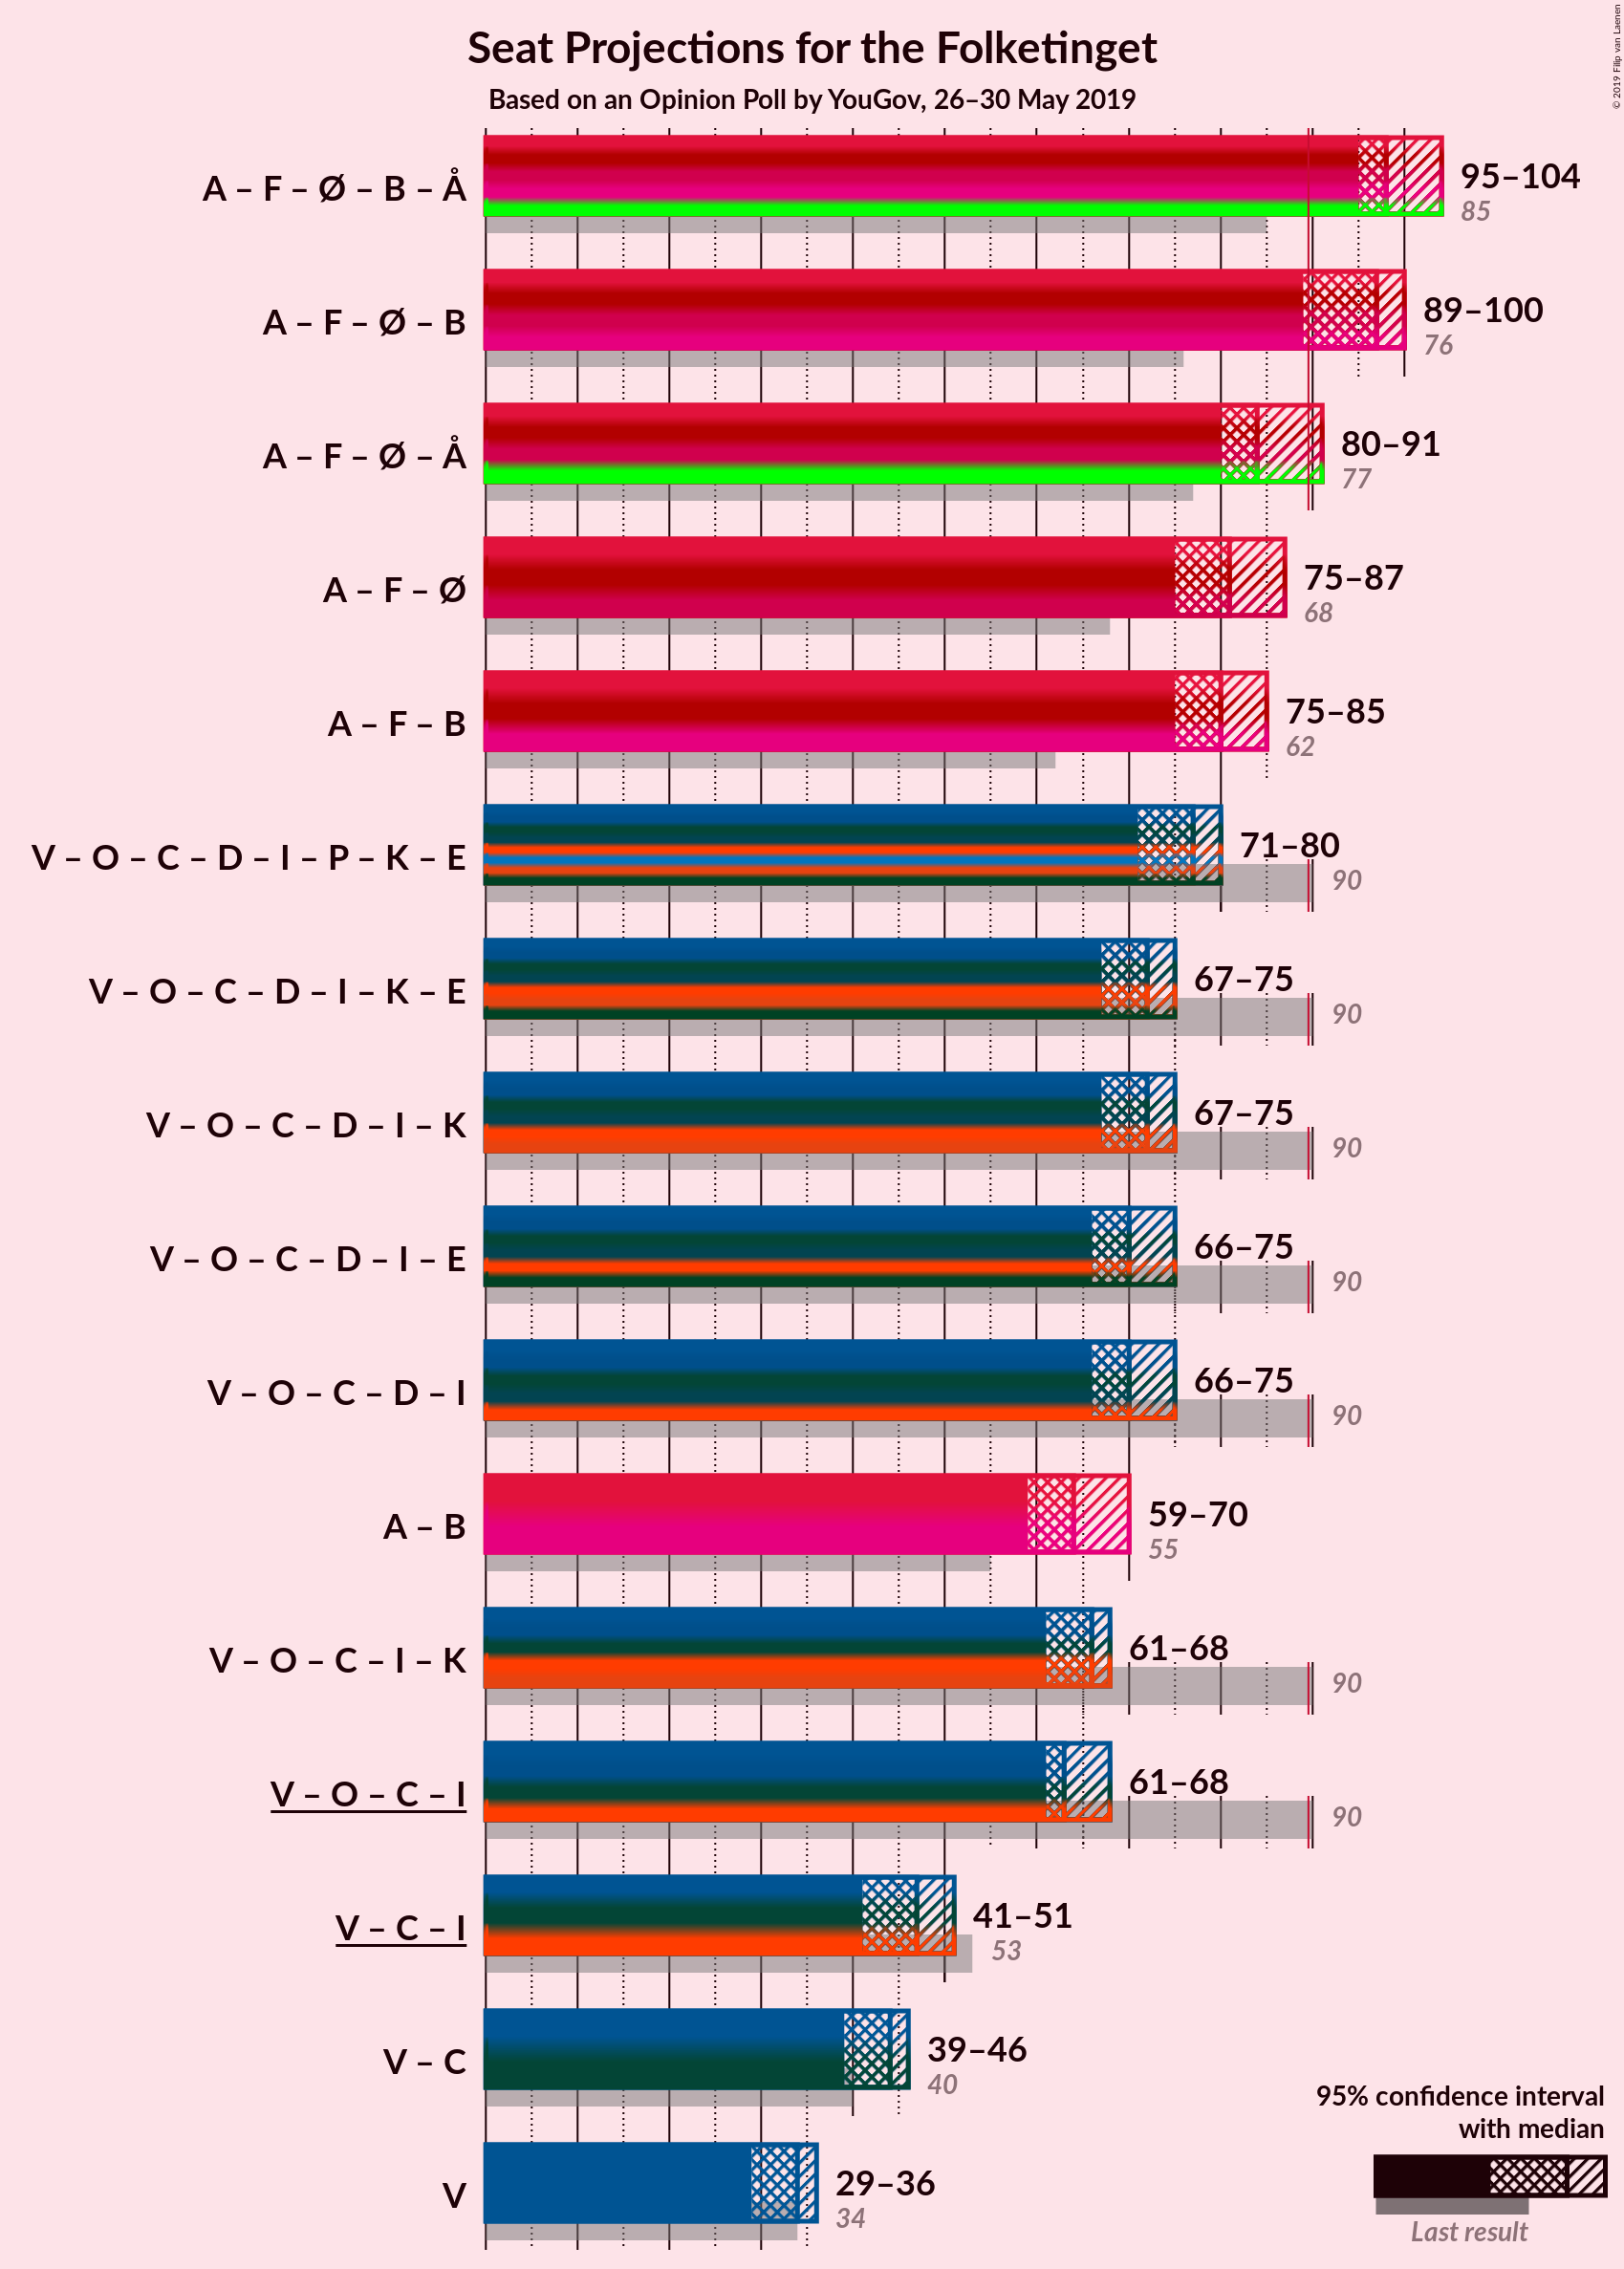 © 2019 Filip van Laenen
Seat Projections for the Folketinget
Based on an Opinion Poll by YouGov, 26–30 May 2019
A – F – Ø – B – Å
95–104
85
A – F – Ø – B
89–100
76
A – F – Ø – Å
80–91
77
A – F – Ø
75–87
68
A – F – B
75–85
62
V – O – C – D – I – P – K – E
71–80
90
V – O – C – D – I – K – E
67–75
90
V – O – C – D – I – K
67–75
90
V – O – C – D – I – E
66–75
90
V – O – C – D – I
66–75
90
A – B
59–70
55
V – O – C – I – K
61–68
90
V – O – C – I
61–68
90
V – C – I
41–51
53
V – C
39–46
40
V
29–36
34
95% confidence interval
with median
Last result